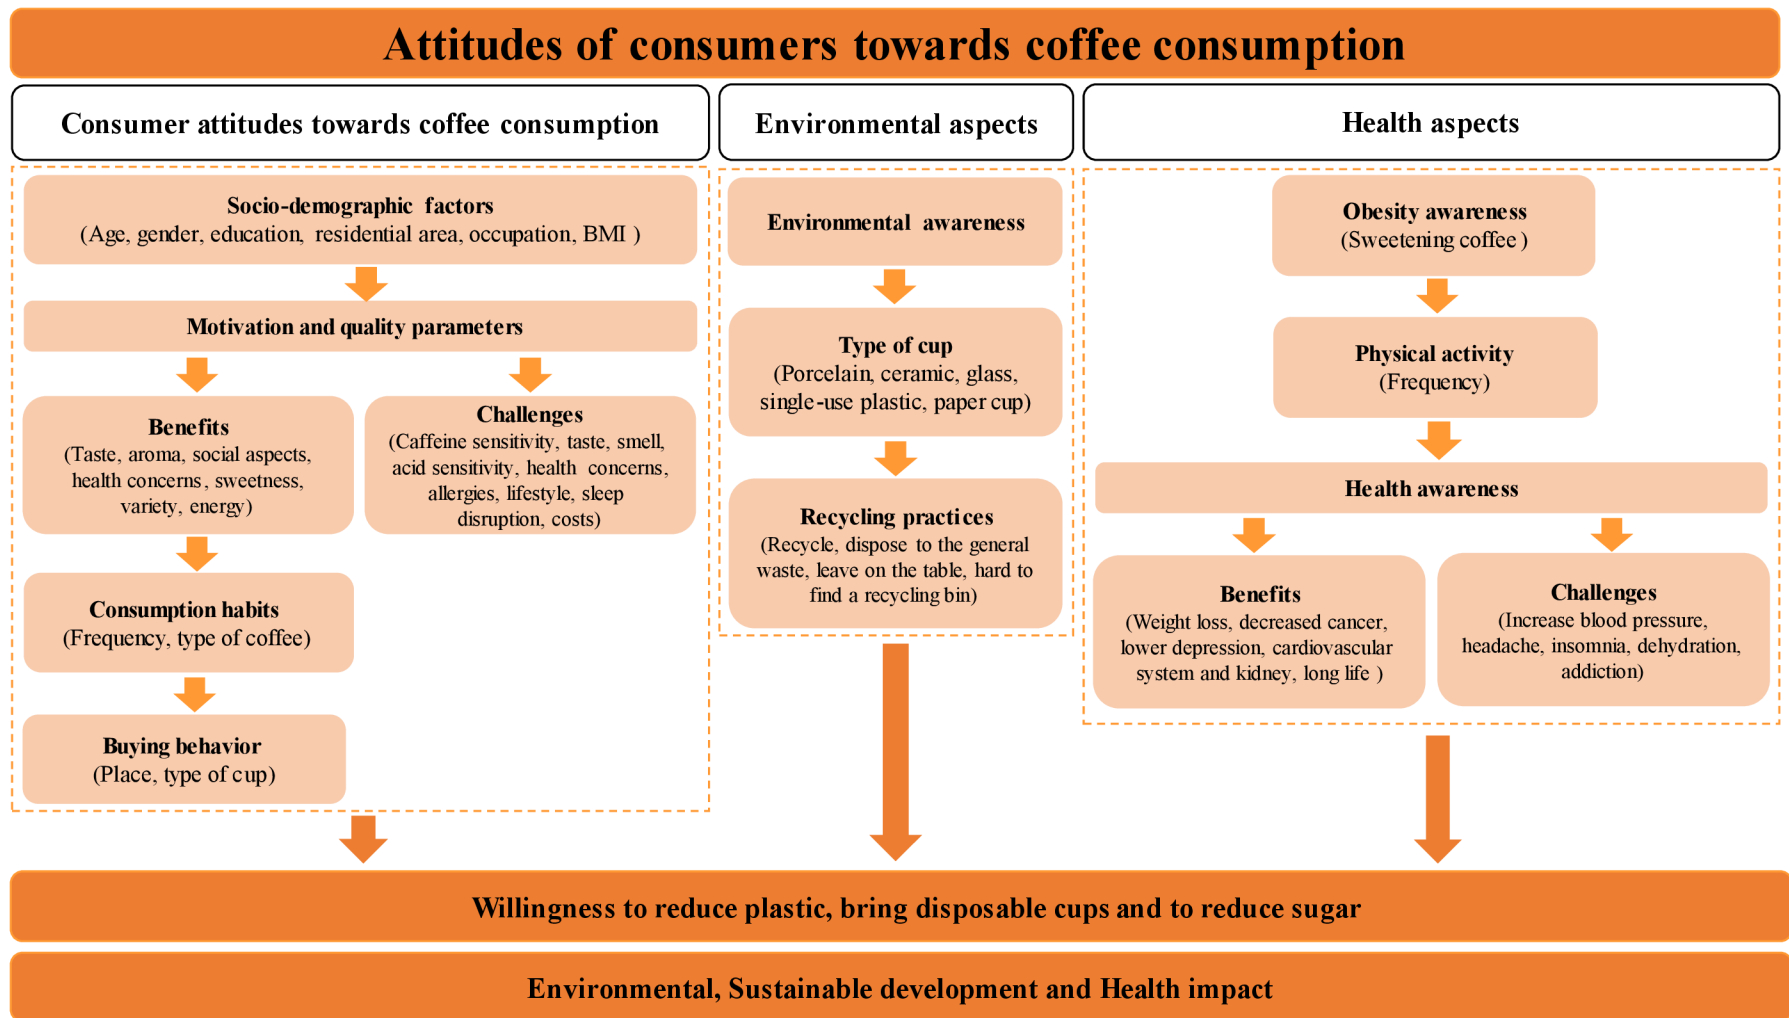 Attitudes of consumers towards coffee consumption
Consumer attitudes towards coffee consumption
Socio-demographic factors
(Age, gender, education, residential area, occupation, BMI )
Motivation and quality parameters
Benefits
(Taste, aroma, social aspects,
health concerns, sweetness,
variety, energy)
Challenges
(Caffeine sensitivity, taste, smell,
acid sensitivity, health concerns,
allergies, lifestyle, sleep
disruption, costs)
Consumption habits
(Frequency, type of coffee)
Buying behavior
(Place, type of cup)
Environmental aspects
Environmental awareness
Type of cup
(Porcelain, ceramic, glass,
single-use plastic, paper cup)
Recycling practices
(Recycle, dispose to the general
waste, leave on the table, hard to
find a recycling bin)
Health aspects
Obesity awareness
(Sweetening coffee )
Physical activity
(Frequency)
Health awareness
Benefits
(Weight loss, decreased cancer,
lower depression, cardiovascular
system and kidney, long life )
Challenges
(Increase blood pressure,
headache, insomnia, dehydration,
addiction)
Willingness to reduce plastic, bring disposable cups and to reduce sugar
Environmental, Sustainable development and Health impact